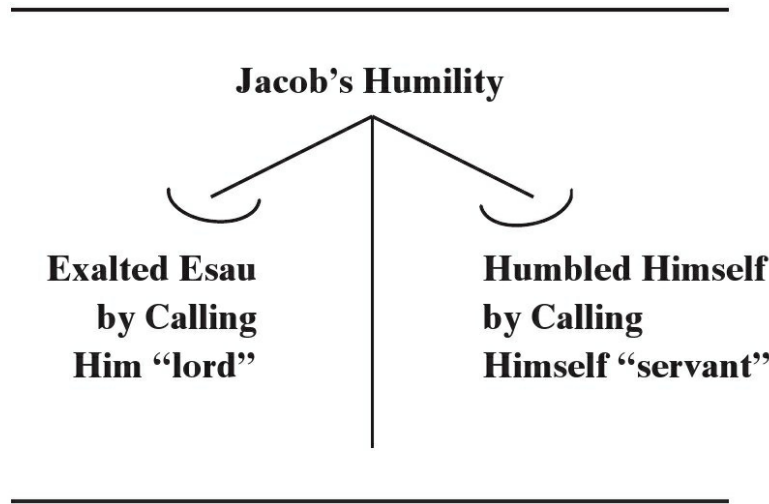 Jacob’s Humility
Exalted Esau
by Calling
Him “lord”
Humbled Himself
by Calling
Himself “servant”